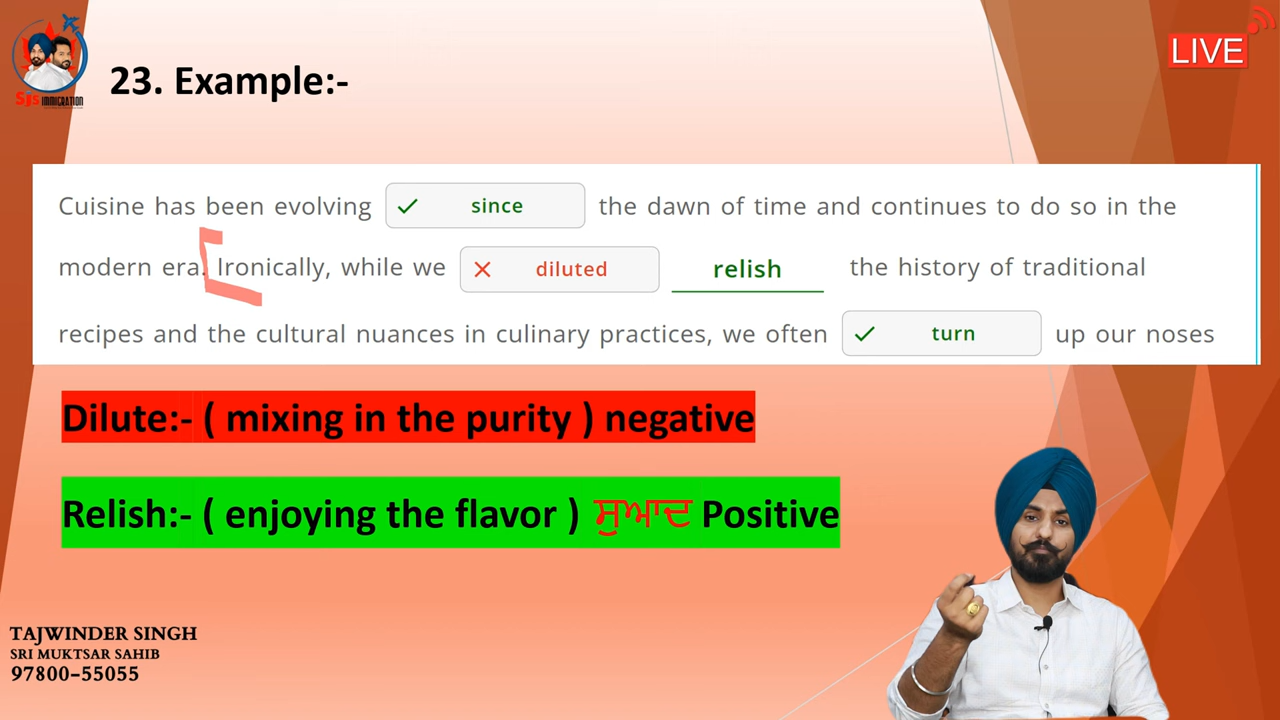 LIVE
SJS IMMIGRATION
23. Example:-
Cuisine has been evolving since the dawn of time and continues to do so in the
modern era. Ironically, while we diluted relish the history of traditional
recipes and the cultural nuances in culinary practices, we often turn up our noses
Dilute:- ( mixing in the purity ) negative
Relish:- ( enjoying the flavor ) ਸੁਆਦ Positive
TAJWINDER SINGH
SRI MUKTSAR SAHIB
97800-55055